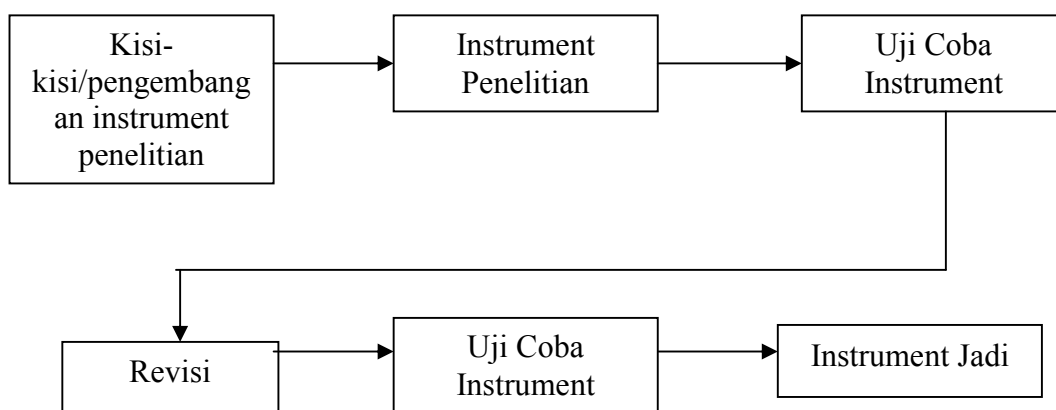 Kisi-
kisi/pengembang
an instrument
penelitian
Instrument
Penelitian
Uji Coba
Instrument
Revisi
Uji Coba
Instrument
Instrument Jadi